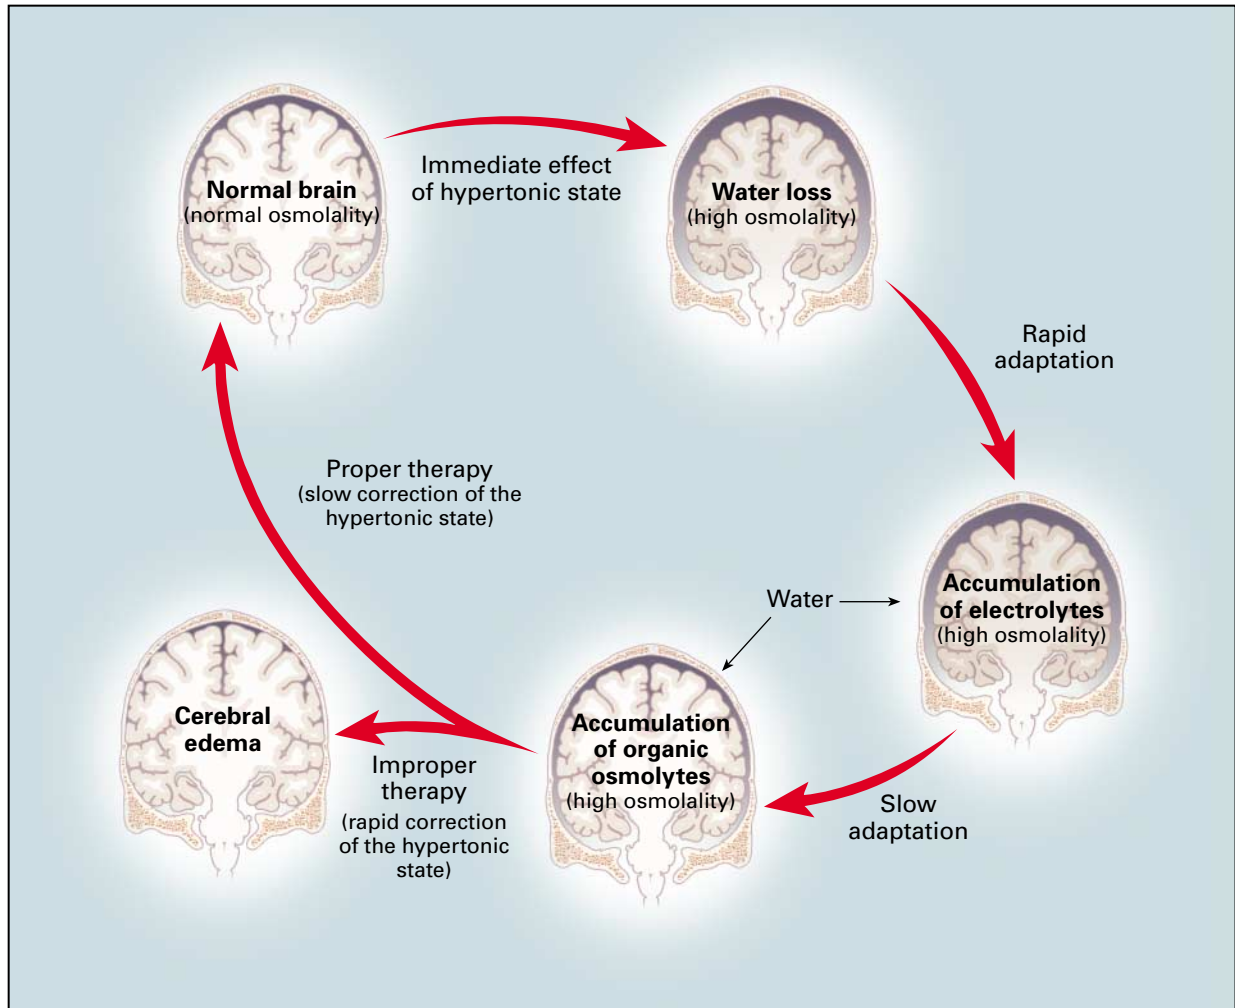 Normal brain
(normal osmolality)
Immediate effect
of hypertonic state
Water loss
(high osmolality)
Rapid
adaptation
Accumulation
of electrolytes
(high osmolality)
Water
Slow
adaptation
Accumulation
of organic
osmolytes
(high osmolality)
Proper therapy
(slow correction of the
hypertonic state)
Improper
therapy
(rapid correction
of the hypertonic
state)
Cerebral
edema